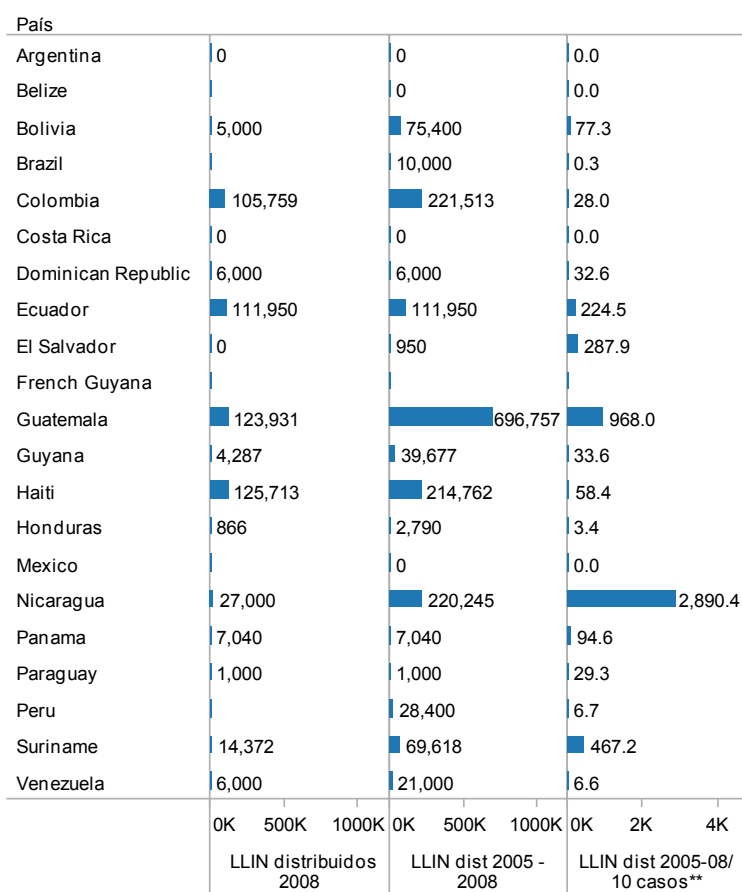 País
Argentina 0 0 0.0
Belize 0 0.0
Bolivia 5,000 75,400 77.3
Brazil 10,000 0.3
Colombia 105,759 221,513 28.0
Costa Rica 0 0 0.0
Dominican Republic 6,000 6,000 32.6
Ecuador 111,950 111,950 224.5
El Salvador 0 950 287.9
French Guyana
Guatemala 123,931 696,757 968.0
Guyana 4,287 39,677 33.6
Haiti 125,713 214,762 58.4
Honduras 866 2,790 3.4
Mexico 0 0.0
Nicaragua 27,000 220,245 2,890.4
Panama 7,040 7,040 94.6
Paraguay 1,000 1,000 29.3
Peru 28,400 6.7
Suriname 14,372 69,618 467.2
Venezuela 6,000 21,000 6.6
0K 500K 1000K 0K 500K 1000K 0K 2K 4K
LLIN distribuidos LLIN dist 2005 - LLIN dist 2005-08/
2008 2008 10 casos**